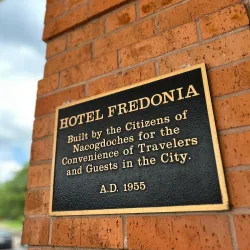 HOTEL FREDONIA
Built by the Citizens of
Nacogdoches for the
Convenience of Travelers
and Guests in the City.
A.D. 1955